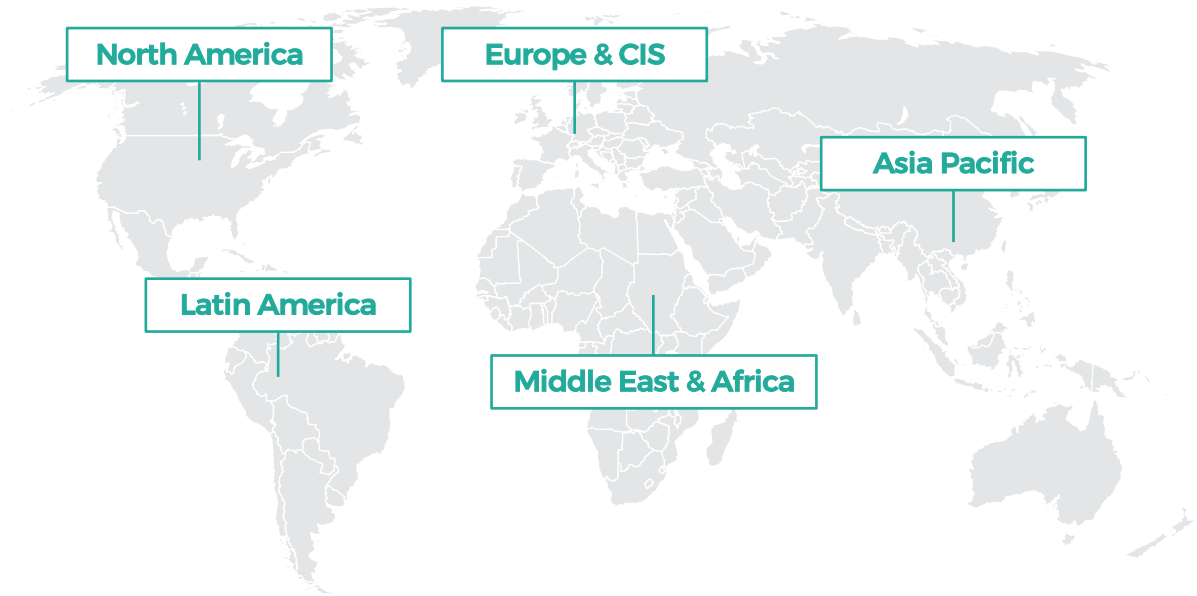 North America
Europe & CIS
Asia Pacific
Latin America
Middle East & Africa